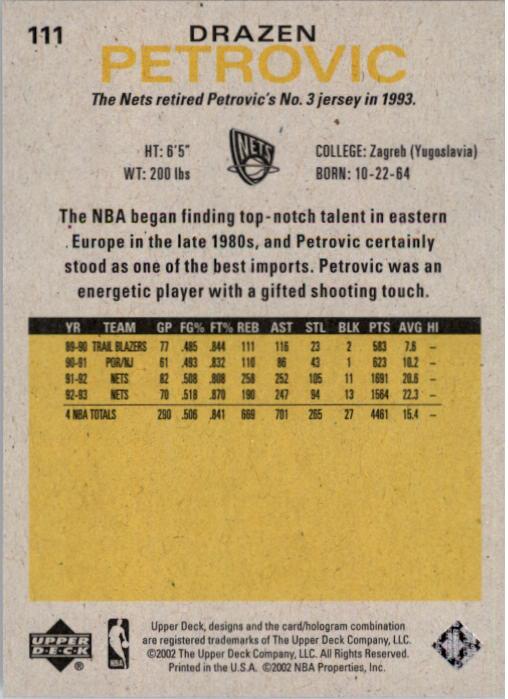 111
DRAZEN
PETROVIC
The Nets retired Petrovic's No. 3 jersey in 1993.
HT: 6'5"
WT: 200 lbs
NETS
COLLEGE: Zagreb (Yugoslavia)
BORN: 10-22-64
The NBA began finding top-notch talent in eastern
Europe in the late 1980s, and Petrovic certainly
stood as one of the best imports. Petrovic was an
energetic player with a gifted shooting touch.
YR TEAM GP FG% FT% REB AST STL BLK PTS AVG HI
89-90 TRAIL BLAZERS 77 .485 .844 111 116 23 2 583 7.6 –
90-91 POR/NJ 61 .493 .832 110 86 43 1 623 10.2 –
91-92 NETS 82 .508 .808 258 252 105 11 1691 20.6 –
92-93 NETS 70 .518 .870 190 247 94 13 1564 22.3 –
4 NBA TOTALS 290 .506 .841 669 701 265 27 4461 15.4 –
UPPER
DECK
®
NBA
Upper Deck, designs and the card/hologram combination
are registered trademarks of The Upper Deck Company, LLC.
©2002 The Upper Deck Company, LLC. All Rights Reserved.
Printed in the U.S.A. ©2002 NBA Properties, Inc.